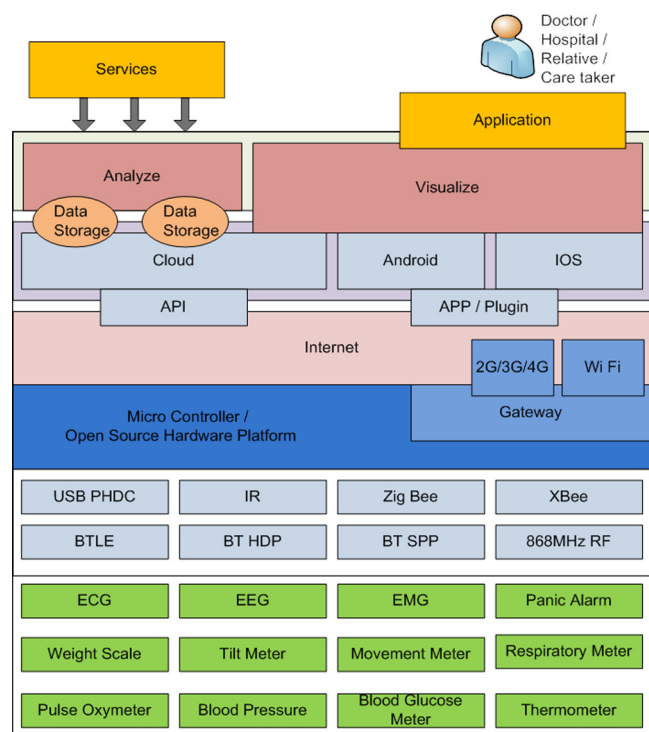 Doctor /
Hospital /
Relative /
Care taker
Services
Application
Analyze
Visualize
Data
Storage
Data
Storage
Cloud
Android
IOS
API
APP / Plugin
Internet
2G/3G/4G
Wi Fi
Gateway
Micro Controller /
Open Source Hardware Platform
USB PHDC
IR
Zig Bee
XBee
BTLE
BT HDP
BT SPP
868MHz RF
ECG
EEG
EMG
Panic Alarm
Weight Scale
Tilt Meter
Movement Meter
Respiratory Meter
Pulse Oxymeter
Blood Pressure
Blood Glucose
Meter
Thermometer